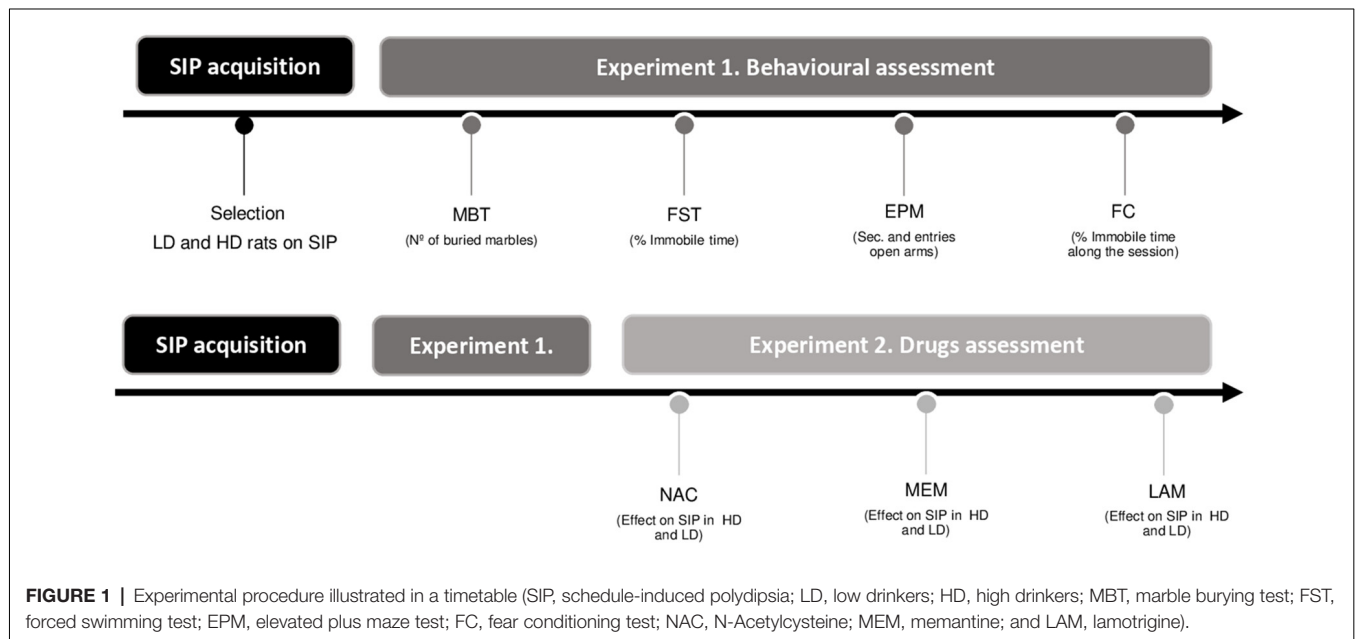 SIP acquisition
Experiment 1. Behavioural assessment
Selection
LD and HD rats on SIP
MBT
(Nº of buried marbles)
FST
(% Immobile time)
EPM
(Sec. and entries
open arms)
FC
(% Immobile time
along the session)
SIP acquisition
Experiment 1.
Experiment 2. Drugs assessment
NAC
(Effect on SIP in HD
and LD)
MEM
(Effect on SIP in HD
and LD)
LAM
(Effect on SIP in HD
and LD)
FIGURE 1 | Experimental procedure illustrated in a timetable (SIP, schedule-induced polydipsia; LD, low drinkers; HD, high drinkers; MBT, marble burying test; FST,
forced swimming test; EPM, elevated plus maze test; FC, fear conditioning test; NAC, N-Acetylcysteine; MEM, memantine; and LAM, lamotrigine).